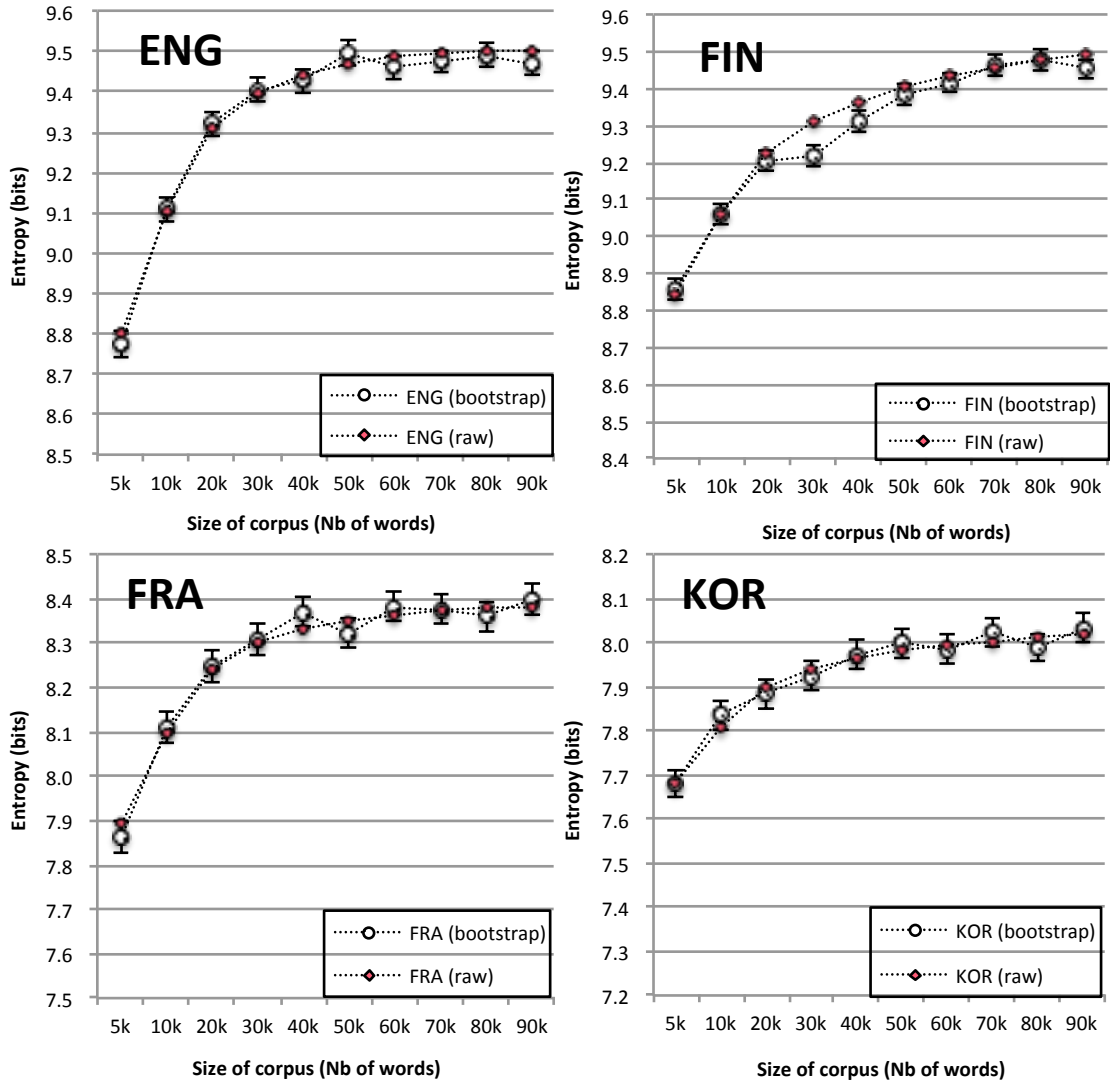 ENG
9.6
9.5
9.4
9.3
9.2
9.1
9.0
8.9
8.8
8.7
8.6
8.5
Entropy (bits)
ENG (bootstrap)
ENG (raw)
5k 10k 20k 30k 40k 50k 60k 70k 80k 90k
Size of corpus (Nb of words)
FIN
9.6
9.5
9.4
9.3
9.2
9.1
9.0
8.9
8.8
8.7
8.6
8.5
8.4
Entropy (bits)
FIN (bootstrap)
FIN (raw)
5k 10k 20k 30k 40k 50k 60k 70k 80k 90k
Size of corpus (Nb of words)
FRA
8.5
8.4
8.3
8.2
8.1
8.0
7.9
7.8
7.7
7.6
7.5
Entropy (bits)
FRA (bootstrap)
FRA (raw)
5k 10k 20k 30k 40k 50k 60k 70k 80k 90k
Size of corpus (Nb of words)
KOR
8.2
8.1
8.0
7.9
7.8
7.7
7.6
7.5
7.4
7.3
7.2
Entropy (bits)
KOR (bootstrap)
KOR (raw)
5k 10k 20k 30k 40k 50k 60k 70k 80k 90k
Size of corpus (Nb of words)